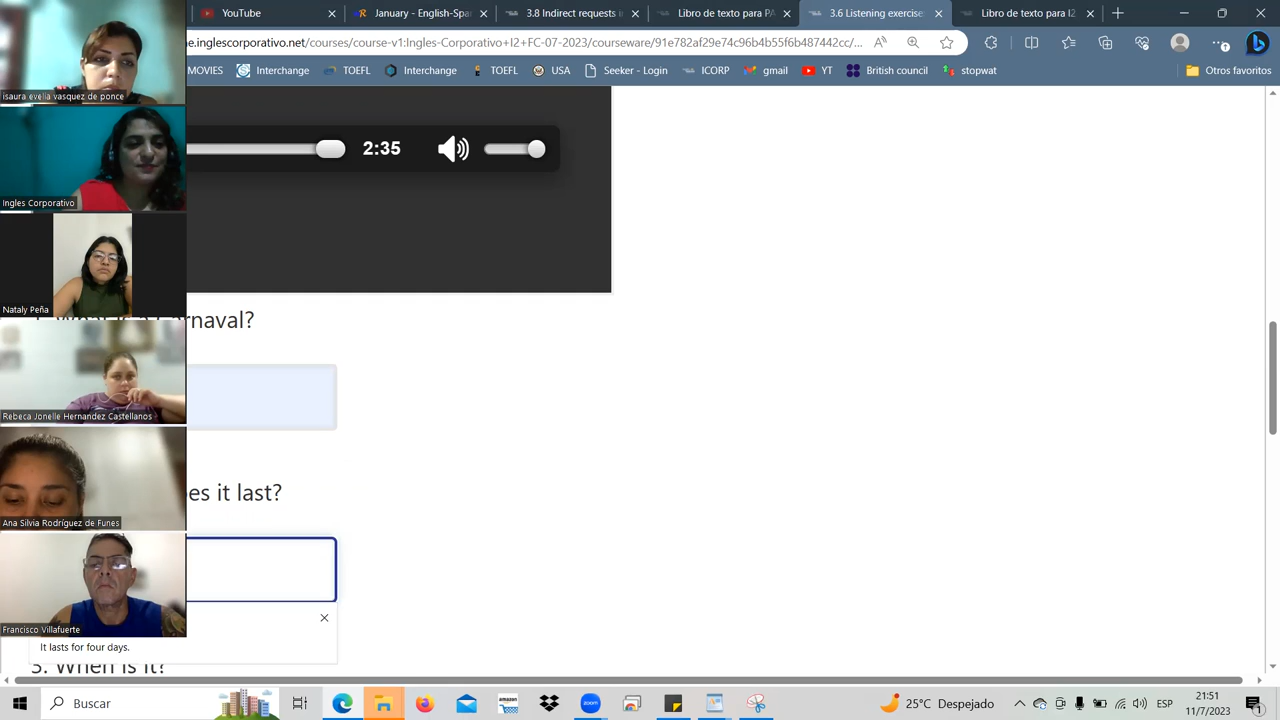 YouTube
January - English-Spa
3.8 Indirect requests i
Libro de texto para PA
3.6 Listening exercise
Libro de texto para I2
e.inglescorporativo.net/courses/course-v1:Ingles-Corporativo+I2+FC-07-2023/courseware/91e782af29e74c96b4b55f6b487442cc/...
MOVIES
Interchange
TOEFL
Interchange
TOEFL
USA
Seeker - Login
ICORP
gmail
YT
British council
stopwat
Otros favoritos
isaura evelia vasquez de ponce
Ingles Corporativo
Nataly Peña
Rebeca Jonelle Hernandez Castellanos
Ana Silvia Rodríguez de Funes
Francisco Villafuerte
2:35
rnaval?
es it last?
It lasts for four days.
3. When is it?
Buscar
25°C Despejado
ESP
21:51
11/7/2023